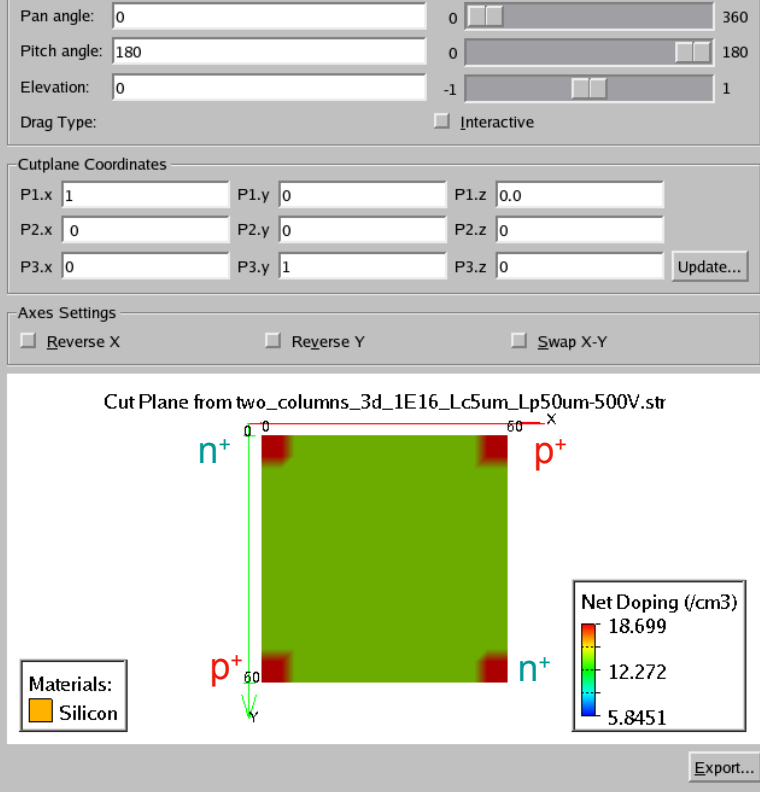 Pan angle: 0 0 360
Pitch angle: 180 0 180
Elevation: 0 -1 1
Drag Type: Interactive
Cutplane Coordinates
P1.x 1 P1.y 0 P1.z 0.0
P2.x 0 P2.y 0 P2.z 0
P3.x 0 P3.y 1 P3.z 0 Update...
Axes Settings
Reverse X Reverse Y Swap X-Y
Cut Plane from two_columns_3d_1E16_Lc5um_Lp50um-500V.str
0 0 60 X
n+ p+
p+ 60 n+
Y
Net Doping (/cm3)
18.699
12.272
5.8451
Materials:
Silicon
Export...